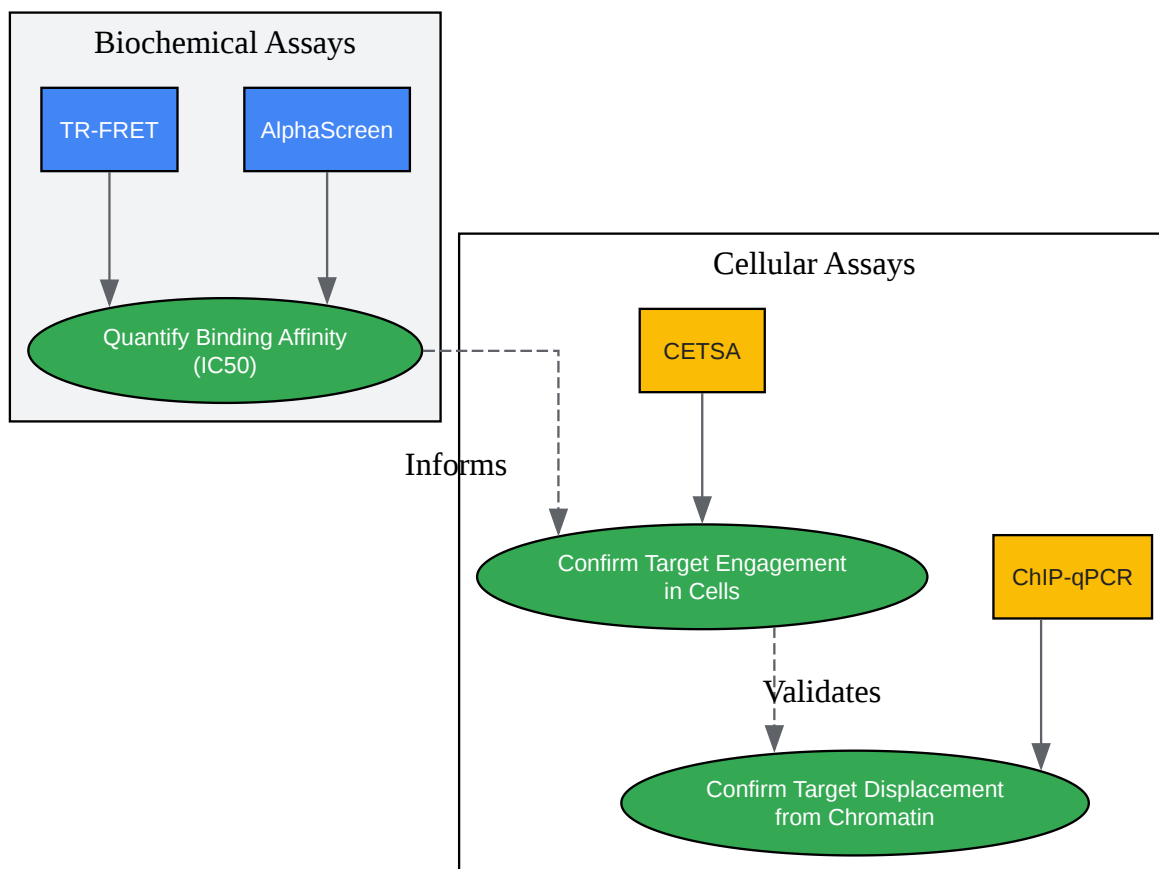 Biochemical Assays
TR-FRET
AlphaScreen
Quantify Binding Affinity
(IC50)
Cellular Assays
CETSA
Informs
Confirm Target Engagement
in Cells
ChIP-qPCR
Validates
Confirm Target Displacement
from Chromatin